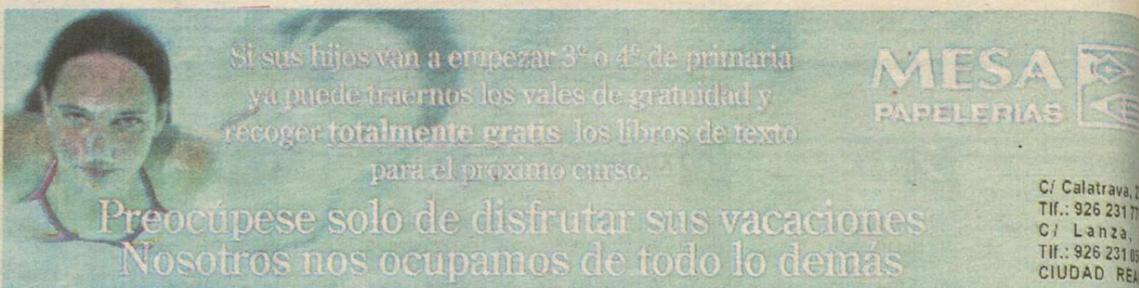 Si sus hijos van a empezar 3º o 4º de primaria
ya puede traernos los vales de gratuidad y
recoger totalmente gratis los libros de texto
para el próximo curso.
Preocúpese solo de disfrutar sus vacaciones
Nosotros nos ocupamos de todo lo demás
MESA
PAPELERIAS
C/ Calatrava,
Tlf.: 926 231
C/ Lanza,
Tlf.: 926 231
CIUDAD